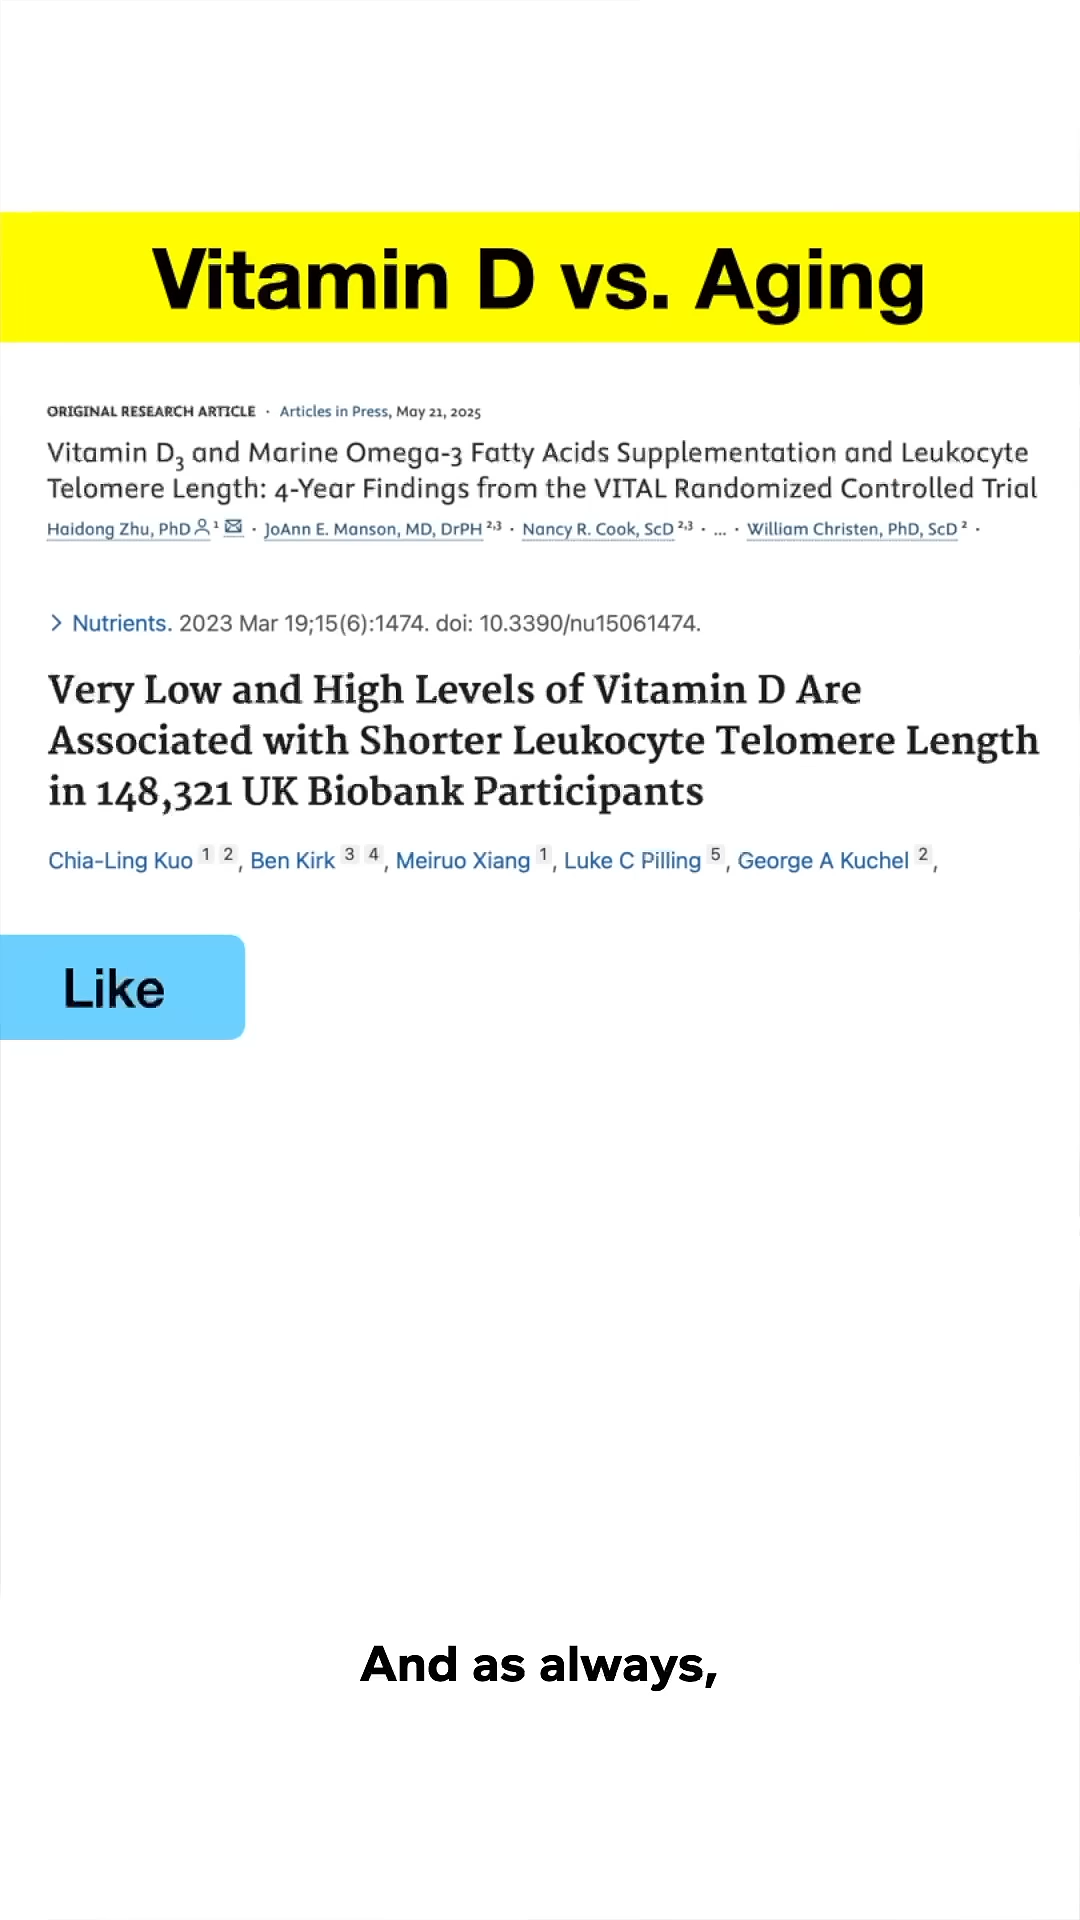 Vitamin D vs. Aging
ORIGINAL RESEARCH ARTICLE · Articles in Press, May 21, 2025
Vitamin D₃ and Marine Omega-3 Fatty Acids Supplementation and Leukocyte
Telomere Length: 4-Year Findings from the VITAL Randomized Controlled Trial
Haidong Zhu, PhD ¹ · JoAnn E. Manson, MD, DrPH ²,³ · Nancy R. Cook, ScD ²,³ · ... · William Christen, PhD, ScD ² ·
> Nutrients. 2023 Mar 19;15(6):1474. doi: 10.3390/nu15061474.
Very Low and High Levels of Vitamin D Are
Associated with Shorter Leukocyte Telomere Length
in 148,321 UK Biobank Participants
Chia-Ling Kuo 1 2, Ben Kirk 3 4, Meiruo Xiang 1, Luke C Pilling 5, George A Kuchel 2,
Like
And as always,